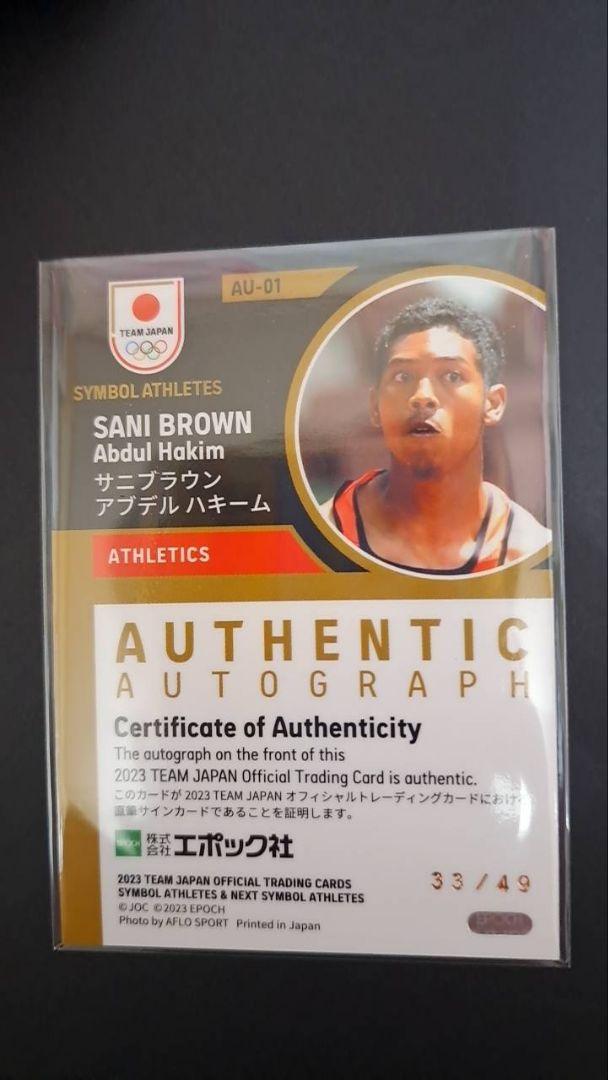 AU-01
TEAM JAPAN
SYMBOL ATHLETES
SANI BROWN
Abdul Hakim
サニブラウン
アブデル ハキーム
ATHLETICS
AUTHENTIC
AUTOGRAPH
Certificate of Authenticity
The autograph on the front of this
2023 TEAM JAPAN Official Trading Card is authentic.
このカードが 2023 TEAM JAPAN オフィシャルトレーディングカードにおける
直筆サインカードであることを証明します。
EPOCH 株式会社 エポック社
33/49
2023 TEAM JAPAN OFFICIAL TRADING CARDS
SYMBOL ATHLETES & NEXT SYMBOL ATHLETES
© JOC ©2023 EPOCH
Photo by AFLO SPORT Printed in Japan
EPOCH